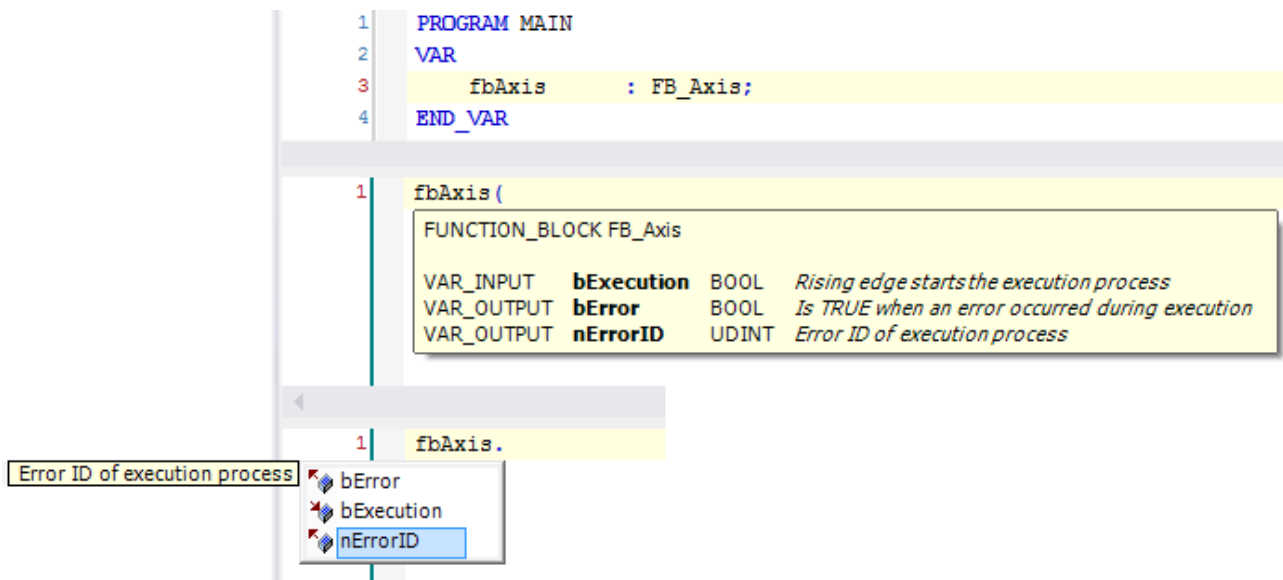 1 PROGRAM MAIN
2 VAR
3 fbAxis : FB_Axis;
4 END_VAR
1 fbAxis(
FUNCTION_BLOCK FB_Axis
VAR_INPUT bExecution BOOL Rising edge starts the execution process
VAR_OUTPUT bError BOOL Is TRUE when an error occurred during execution
VAR_OUTPUT nErrorID UDINT Error ID of execution process
1 fbAxis.
Error ID of execution process
bError
bExecution
nErrorID